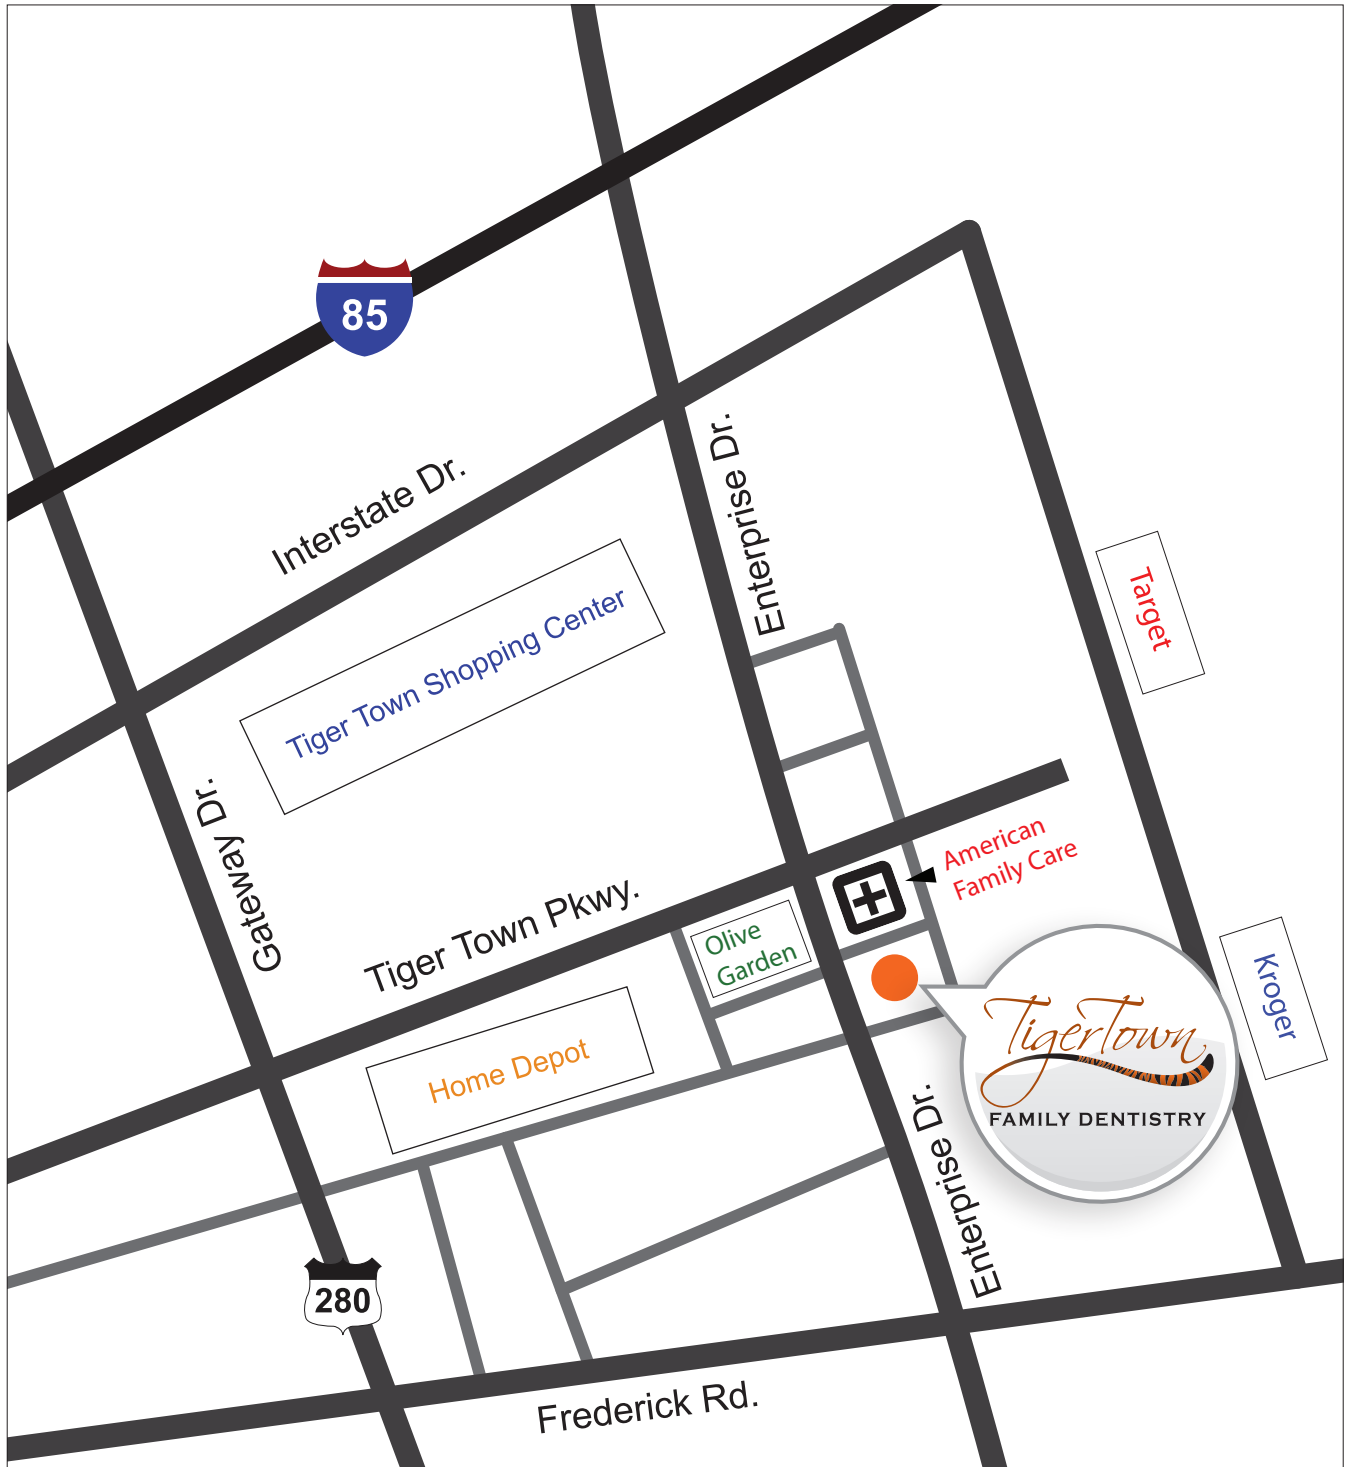 85
Interstate Dr.
Enterprise Dr.
Tiger Town Shopping Center
Target
Gateway Dr.
American
Family Care
Tiger Town Pkwy.
Olive
Garden
Kroger
TigerTown
FAMILY DENTISTRY
Home Depot
Enterprise Dr.
280
Frederick Rd.